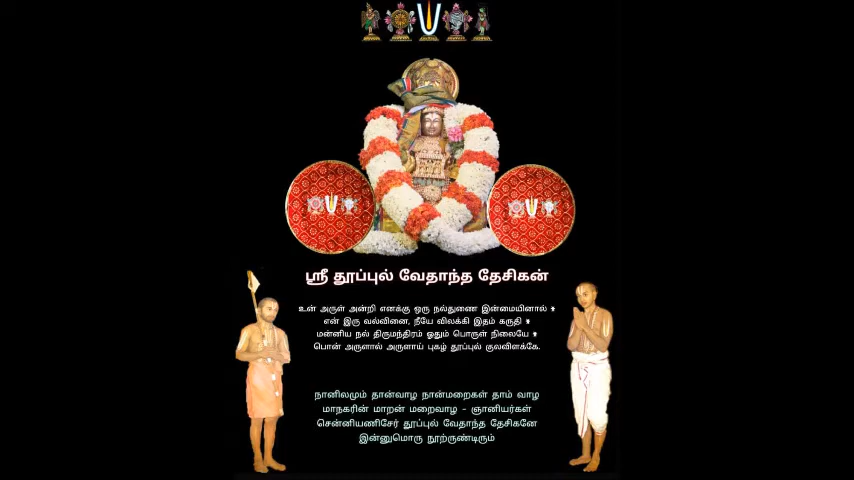 ஸ்ரீ தூப்புல் வேதாந்த தேசிகன்
உன் அருள் அன்றி எனக்கு ஒரு நல்துணை இன்மையினால் *
என் இரு வல்வினை, நீயே விலக்கி இதம் கருதி *
மன்னிய நல் திருமந்திரம் ஓதும் பொருள் நிலையே *
பொன் அருளால் அருளாய் புகழ் தூப்புல் குலவிளக்கே.
நானிலமும் தான்வாழ நான்மறைகள் தாம் வாழ
மாநகரின் மாறன் மறைவாழ - ஞானியர்கள்
சென்னியணிசேர் தூப்புல் வேதாந்த தேசிகனே
இன்னுமொரு நூற்ருண்டிரும்